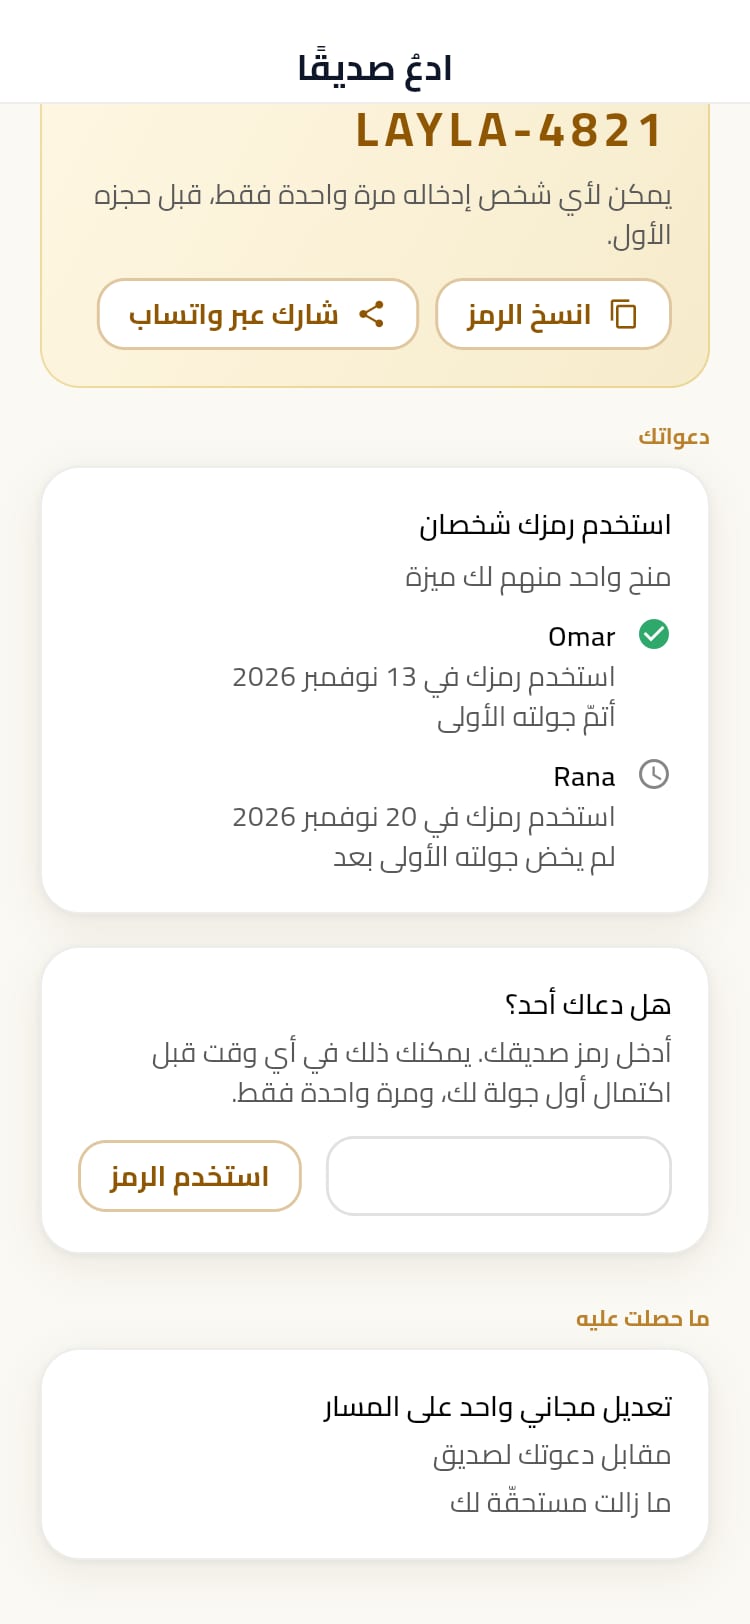 ادعُ صديقًا
LAYLA-4821
يمكن لأي شخص إدخاله مرة واحدة فقط، قبل حجزه
الأول.
انسخ الرمز
شارك عبر واتساب
دعواتك
استخدم رمزك شخصان
منح واحد منهم لك ميزة
Omar
استخدم رمزك في 13 نوفمبر 2026
أتمّ جولته الأولى
Rana
استخدم رمزك في 20 نوفمبر 2026
لم يخض جولته الأولى بعد
هل دعاك أحد؟
أدخل رمز صديقك. يمكنك ذلك في أي وقت قبل
اكتمال أول جولة لك، ومرة واحدة فقط.
استخدم الرمز
ما حصلت عليه
تعديل مجاني واحد على المسار
مقابل دعوتك لصديق
ما زالت مستحقّة لك